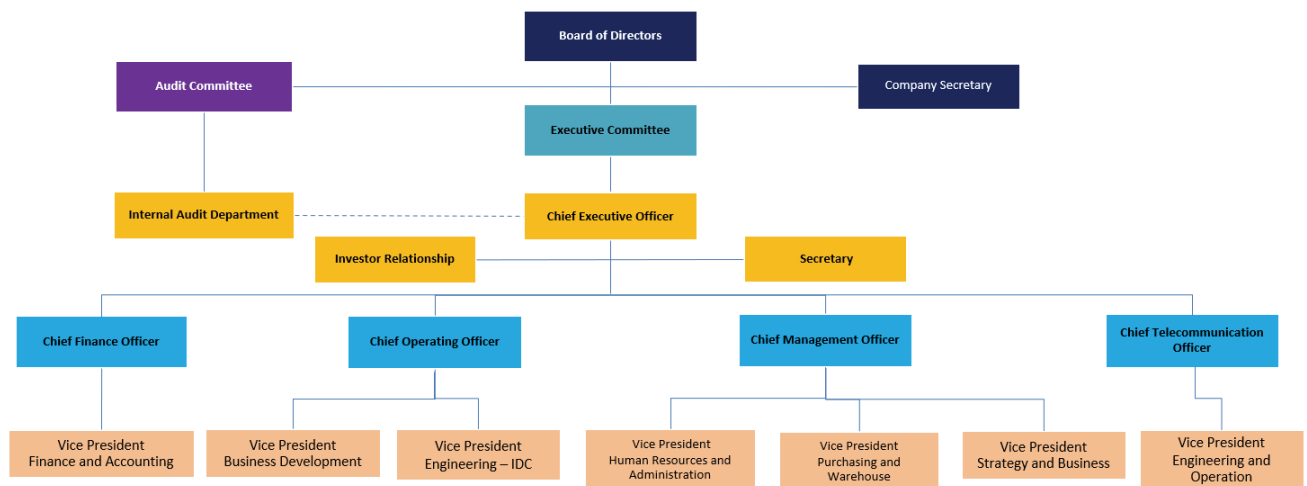 Board of Directors
Audit Committee
Company Secretary
Executive Committee
Internal Audit Department
Chief Executive Officer
Investor Relationship
Secretary
Chief Finance Officer
Chief Operating Officer
Chief Management Officer
Chief Telecommunication
Officer
Vice President
Finance and Accounting
Vice President
Business Development
Vice President
Engineering – IDC
Vice President
Human Resources and
Administration
Vice President
Purchasing and
Warehouse
Vice President
Strategy and Business
Vice President
Engineering and
Operation